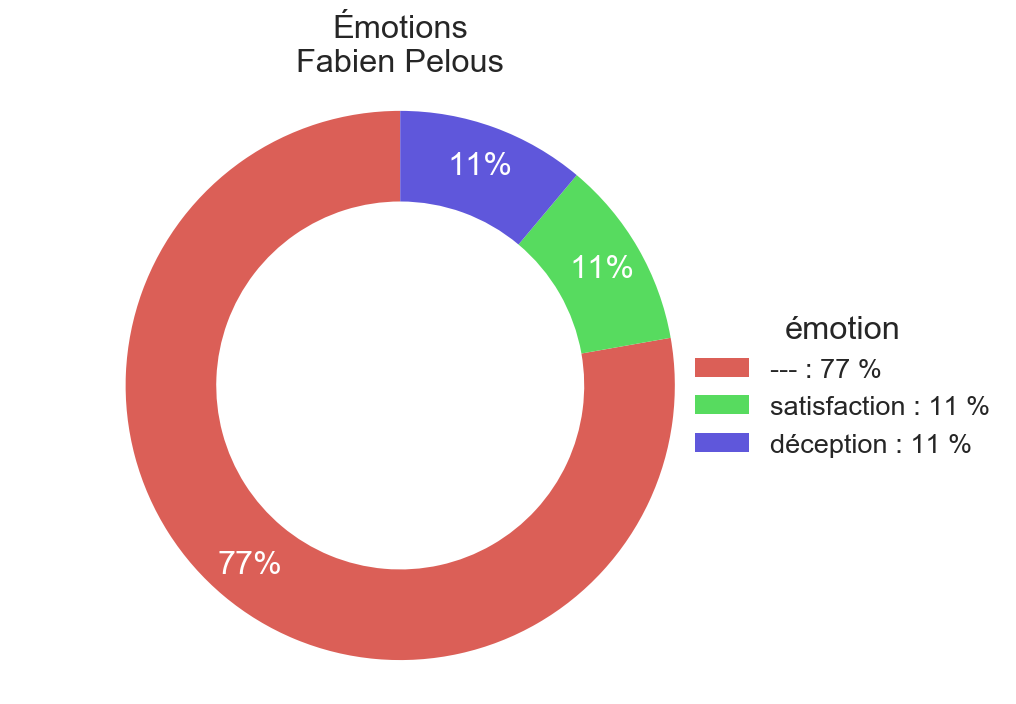 Émotions
Fabien Pelous
11%
11%
77%
émotion
--- : 77 %
satisfaction : 11 %
déception : 11 %